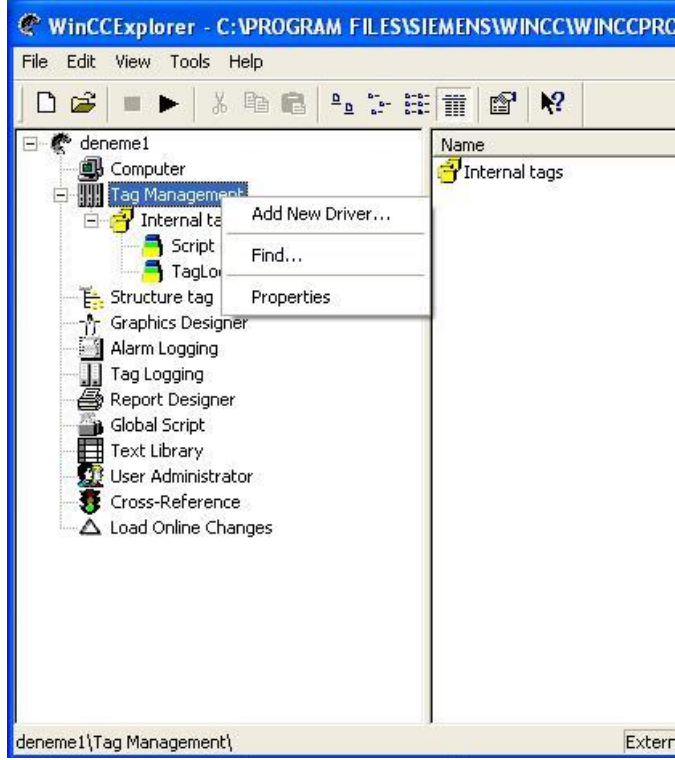 WinCCExplorer - C:\PROGRAM FILES\SIEMENS\WINCC\WINCCPRO
File Edit View Tools Help
deneme1
Computer
Tag Management
Internal ta
Script
TagLo
Structure tag
Graphics Designer
Alarm Logging
Tag Logging
Report Designer
Global Script
Text Library
User Administrator
Cross-Reference
Load Online Changes
Add New Driver...
Find...
Properties
Name
Internal tags
deneme1\Tag Management\
Extern